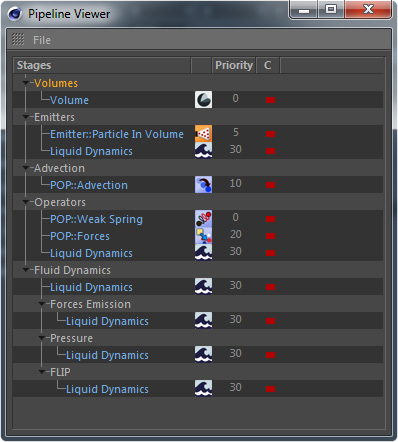 Pipeline Viewer
File
Stages Priority C
Volumes
Volume 0
Emitters
Emitter::Particle In Volume 5
Liquid Dynamics 30
Advection
POP::Advection 10
Operators
POP::Weak Spring 0
POP::Forces 20
Liquid Dynamics 30
Fluid Dynamics
Liquid Dynamics 30
Forces Emission
Liquid Dynamics 30
Pressure
Liquid Dynamics 30
FLIP
Liquid Dynamics 30